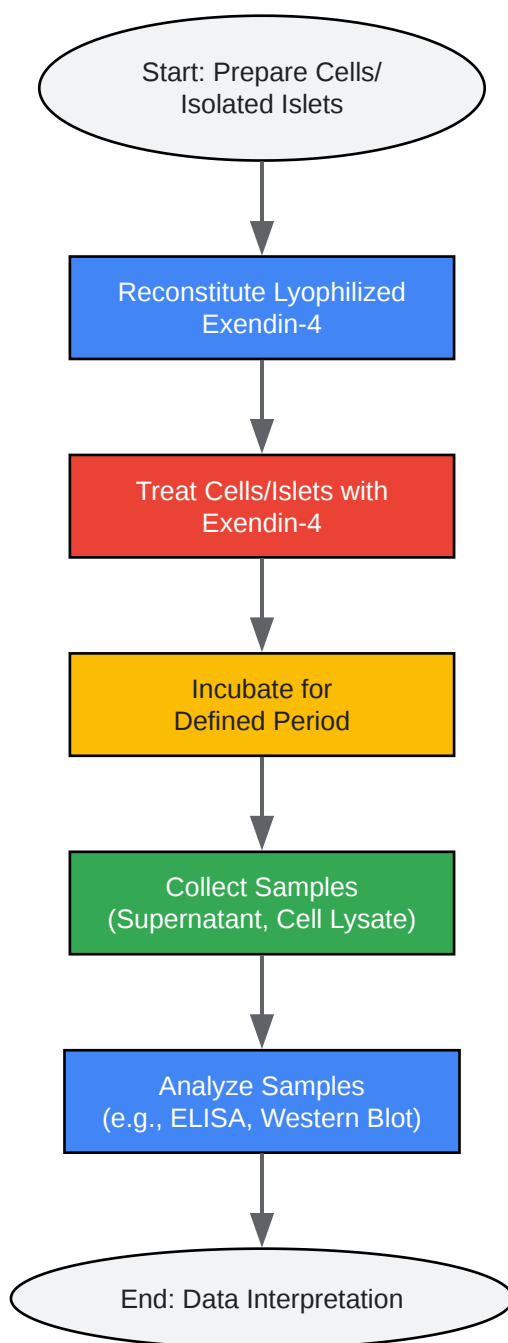 Start: Prepare Cells/
Isolated Islets
Reconstitute Lyophilized
Exendin-4
Treat Cells/Islets with
Exendin-4
Incubate for
Defined Period
Collect Samples
(Supernatant, Cell Lysate)
Analyze Samples
(e.g., ELISA, Western Blot)
End: Data Interpretation